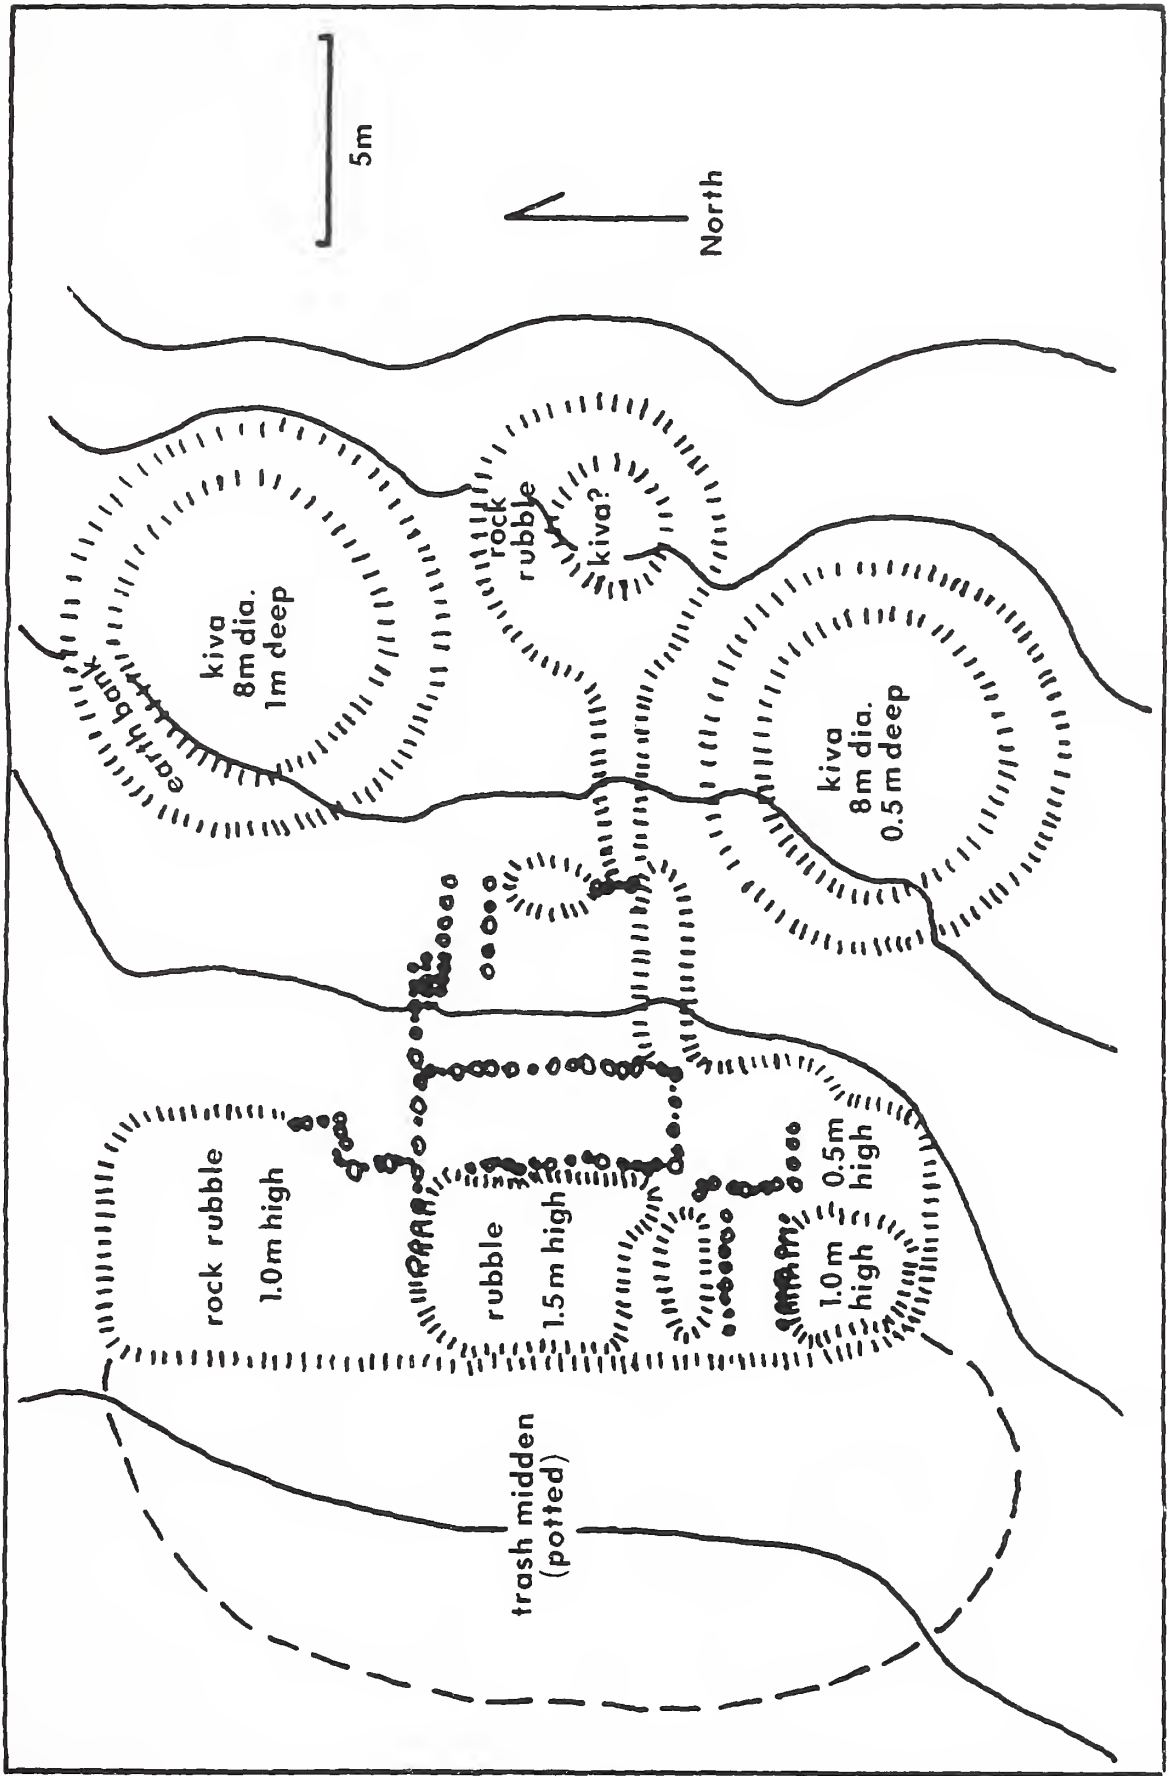 5m
North
earth bank
kiva
8m dia.
1m deep
rock
rubble
kiva?
kiva
8m dia.
0.5m deep
rock rubble
1.0m high
rubble
1.5m high
1.0m
high
0.5m
high
trash midden
(potted)